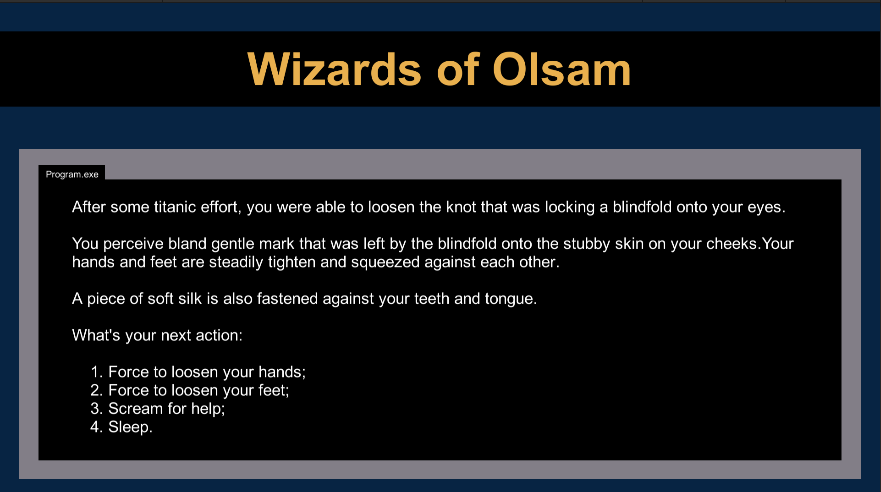 Wizards of Olsam
Program.exe
After some titanic effort, you were able to loosen the knot that was locking a blindfold onto your eyes.
You perceive bland gentle mark that was left by the blindfold onto the stubby skin on your cheeks.Your
hands and feet are steadily tighten and squeezed against each other.
A piece of soft silk is also fastened against your teeth and tongue.
What's your next action:
1. Force to loosen your hands;
2. Force to loosen your feet;
3. Scream for help;
4. Sleep.